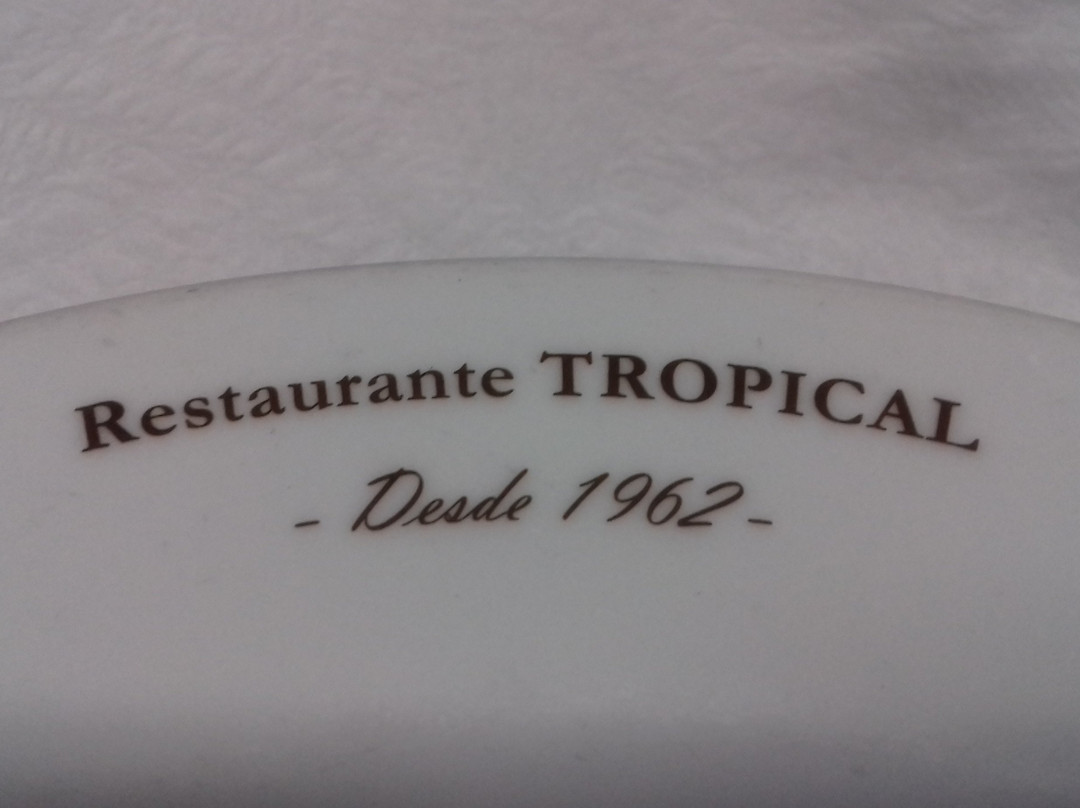 Restaurante TROPICAL
- Desde 1962 -